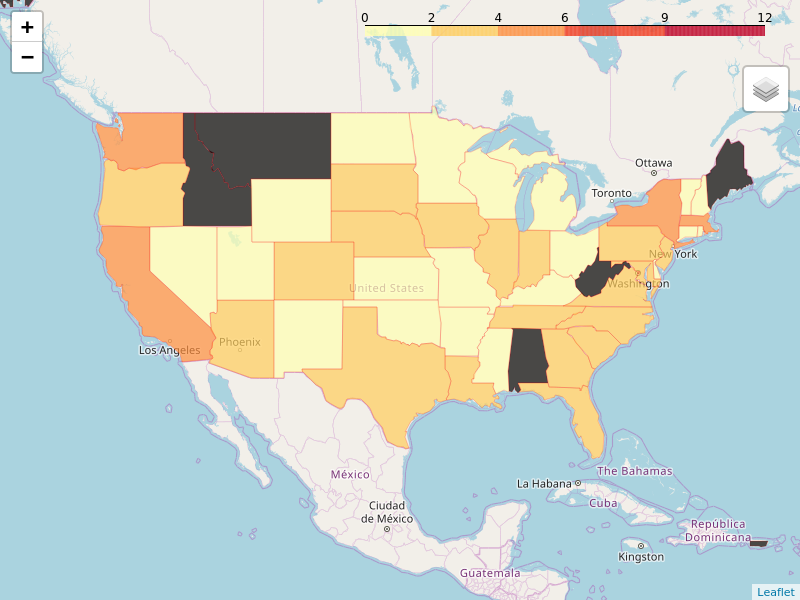 +
−
0 2 4 6 9 12
Ottawa
Toronto
New York
Washington
United States
Phoenix
Los Angeles
México
Ciudad
de México
La Habana
The Bahamas
Cuba
República
Dominicana
Kingston
Guatemala
Leaflet